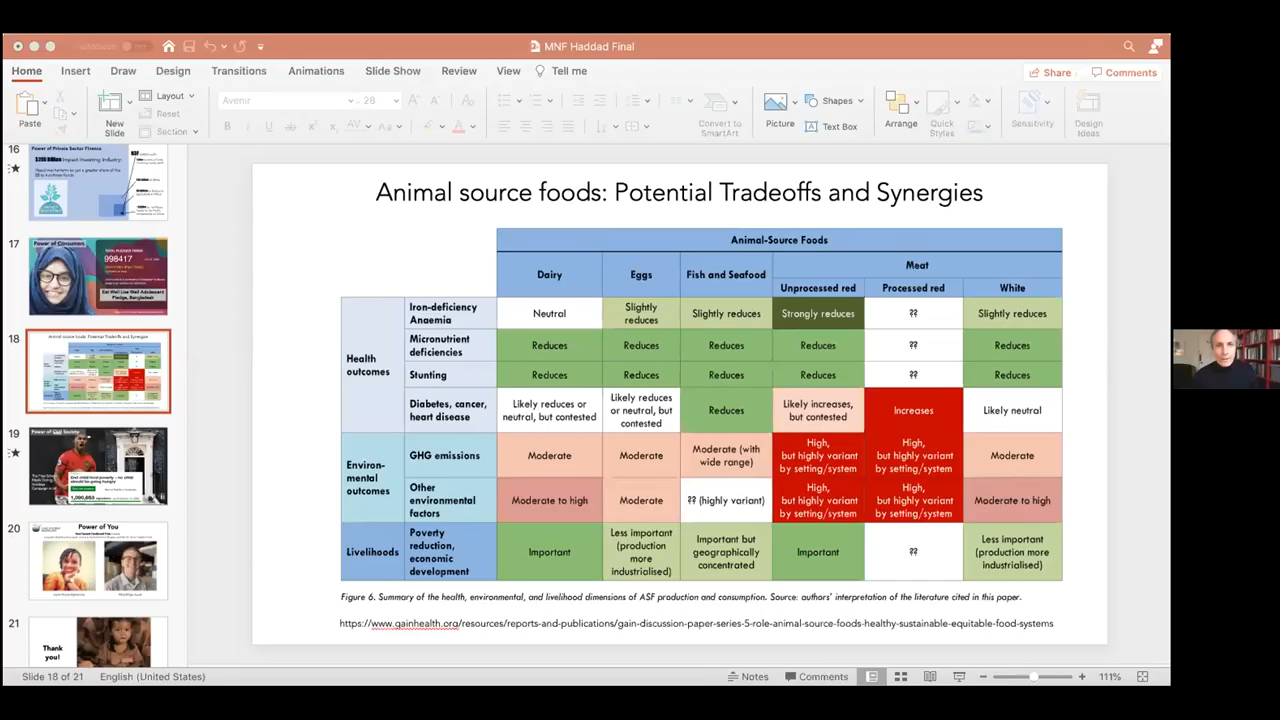 MNF Haddad Final
Home Insert Draw Design Transitions Animations Slide Show Review View Tell me
Share Comments
Paste
New
Slide
Layout
Reset
Section
Avenir 28
Convert to
SmartArt
Picture
Shapes
Text Box
Arrange
Quick
Styles
Sensitivity
Design
Ideas
16
Power of Private Sector Finance
17
Power of Consumers
998417
18
19
20
Power of You
21
Thank
you!
Animal source foods: Potential Tradeoffs and Synergies
Animal-Source Foods
Dairy Eggs Fish and Seafood Meat
Unprocessed red Processed red White
Health
outcomes
Iron-deficiency
Anaemia
Neutral
Slightly
reduces
Slightly reduces
Strongly reduces
??
Slightly reduces
Micronutrient
deficiencies
Reduces Reduces Reduces Reduces ?? Reduces
Stunting Reduces Reduces Reduces Reduces ?? Reduces
Diabetes, cancer,
heart disease
Likely reduces or
neutral, but contested
Likely reduces
or neutral, but
contested
Reduces
Likely increases,
but contested
Increases
Likely neutral
Environ-
mental
outcomes
GHG emissions
Moderate
Moderate
Moderate (with
wide range)
High,
but highly variant
by setting/system
High,
but highly variant
by setting/system
Moderate
Other
environmental
factors
Moderate to high
Moderate
?? (highly variant)
High,
but highly variant
by setting/system
High,
but highly variant
by setting/system
Moderate to high
Livelihoods
Poverty
reduction,
economic
development
Important
Less important
(production
more
industrialised)
Important but
geographically
concentrated
Important
??
Less important
(production more
industrialised)
Figure 6. Summary of the health, environmental, and livelihood dimensions of ASF production and consumption. Source: authors' interpretation of the literature cited in this paper.
https://www.gainhealth.org/resources/reports-and-publications/gain-discussion-paper-series-5-role-animal-source-foods-healthy-sustainable-equitable-food-systems
Slide 18 of 21 English (United States) Notes Comments 111%